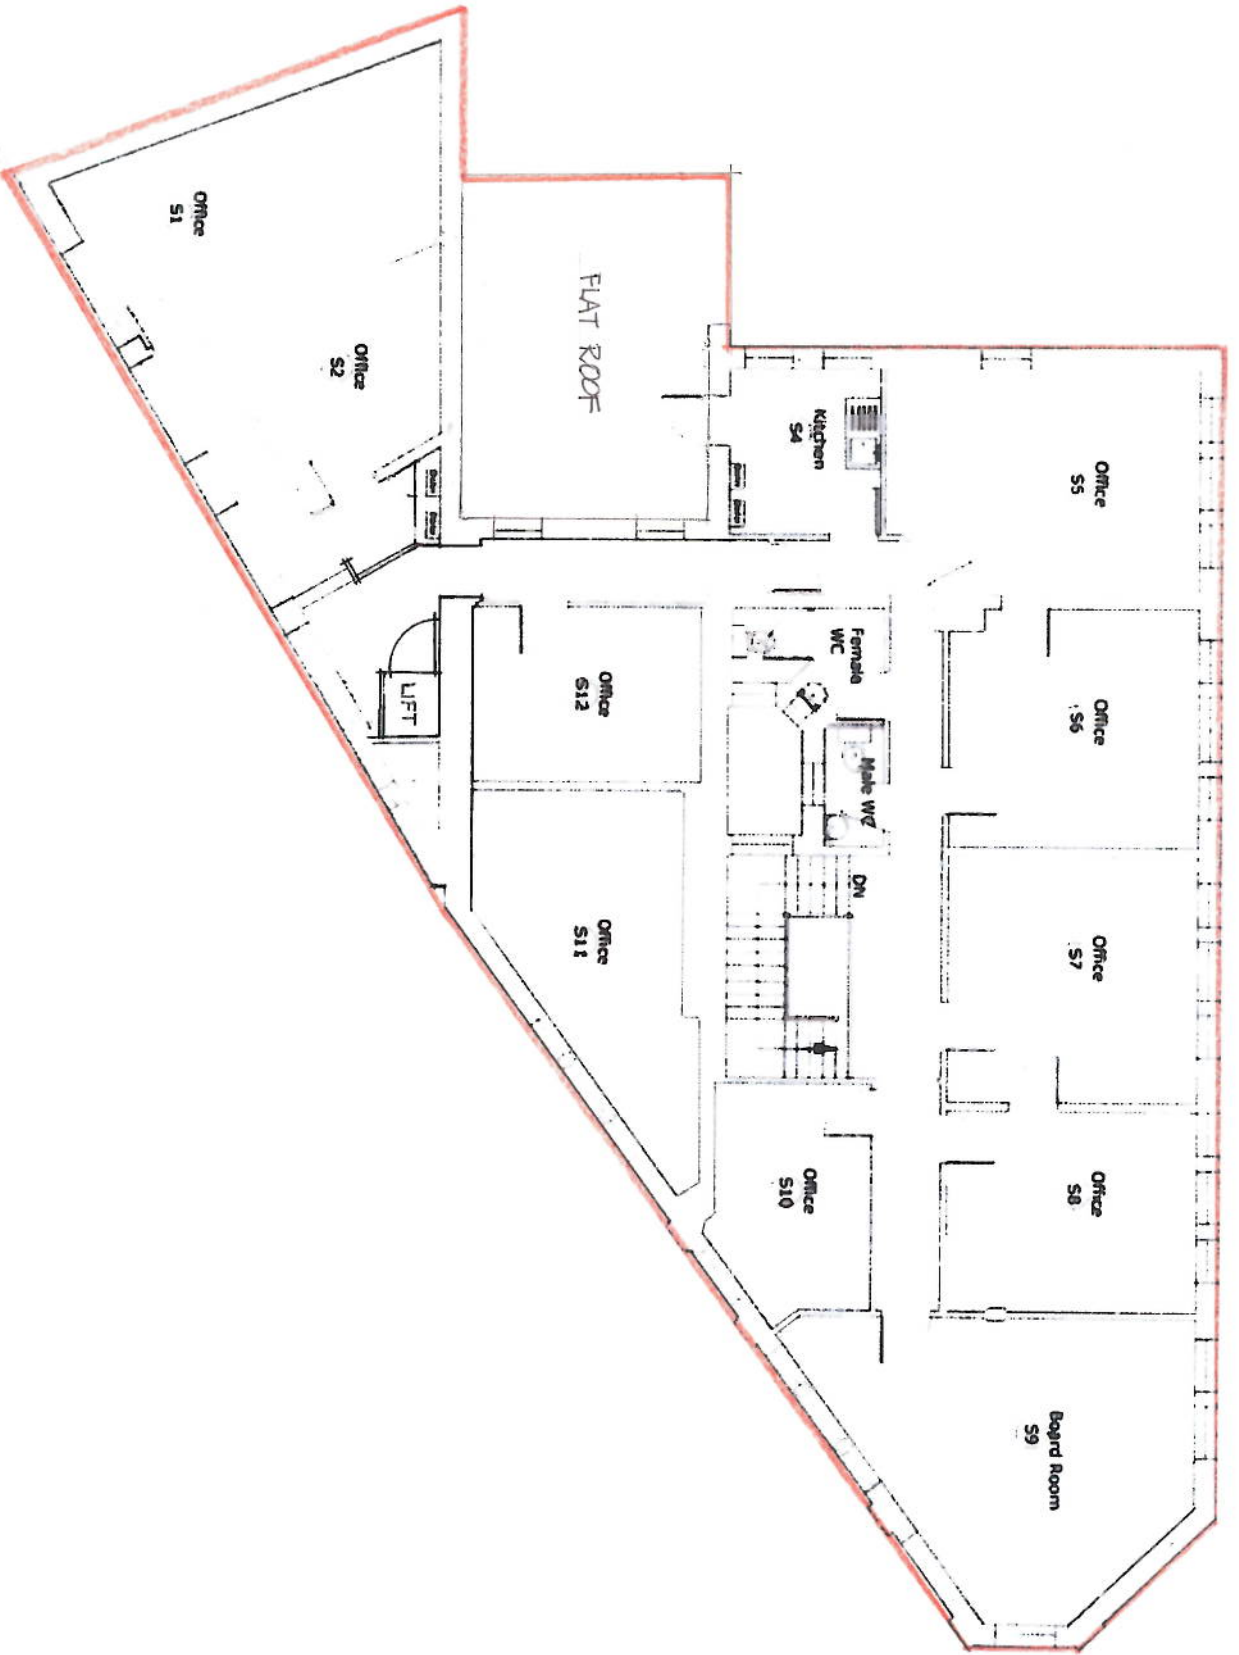 Office
S5
Office
S6
Office
S7
Office
S8
Board Room
S9
Kitchen
S4
Female
WC
Male WC
DN
Office
S10
FLAT ROOF
Office
S12
Office
S11
LIFT
Office
S2
Office
S1